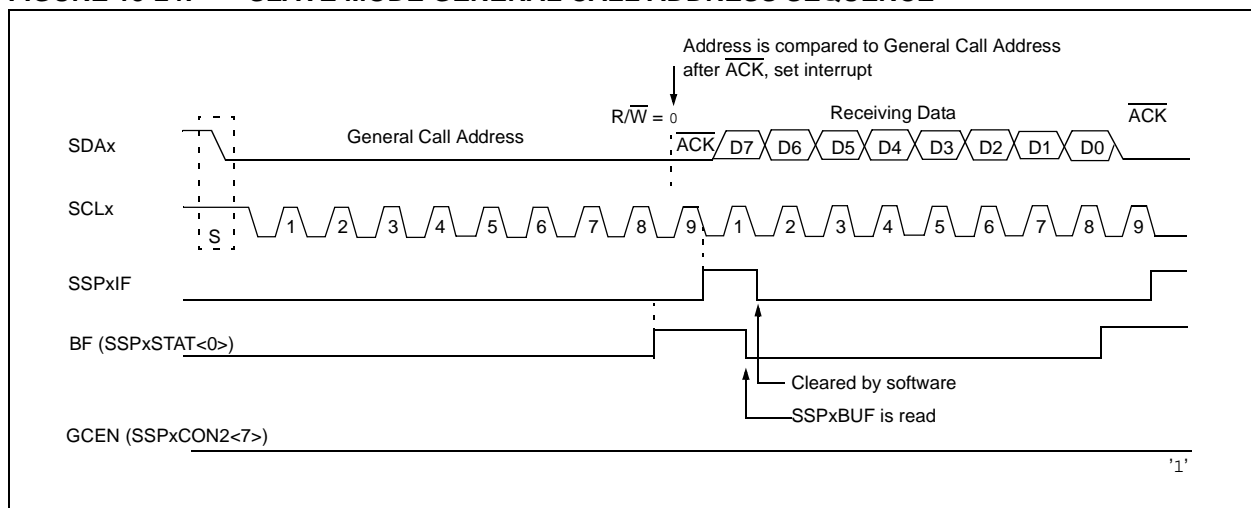 Address is compared to General Call Address
after ACK, set interrupt
R/W = 0
Receiving Data
ACK
SDAx
General Call Address
ACK D7 D6 D5 D4 D3 D2 D1 D0
SCLx
S
1 2 3 4 5 6 7 8 9 1 2 3 4 5 6 7 8 9
SSPxIF
BF (SSPxSTAT<0>)
Cleared by software
SSPxBUF is read
GCEN (SSPxCON2<7>)
’1’